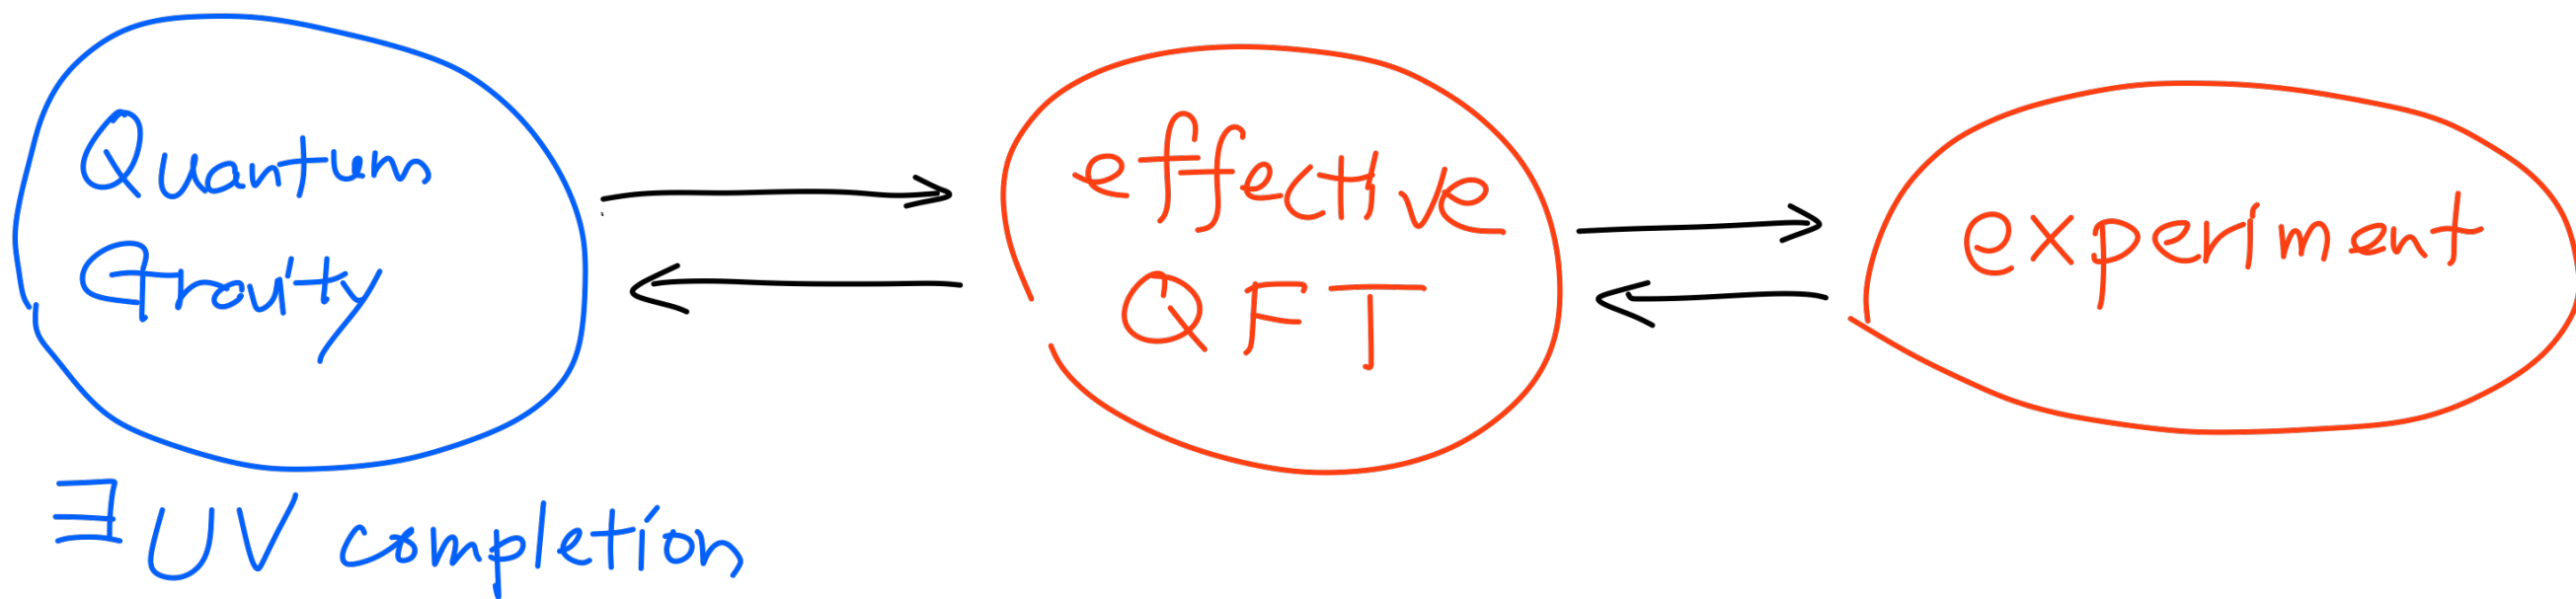 Quantum
Gravity
∃ UV completion
effective
QFT
experiment